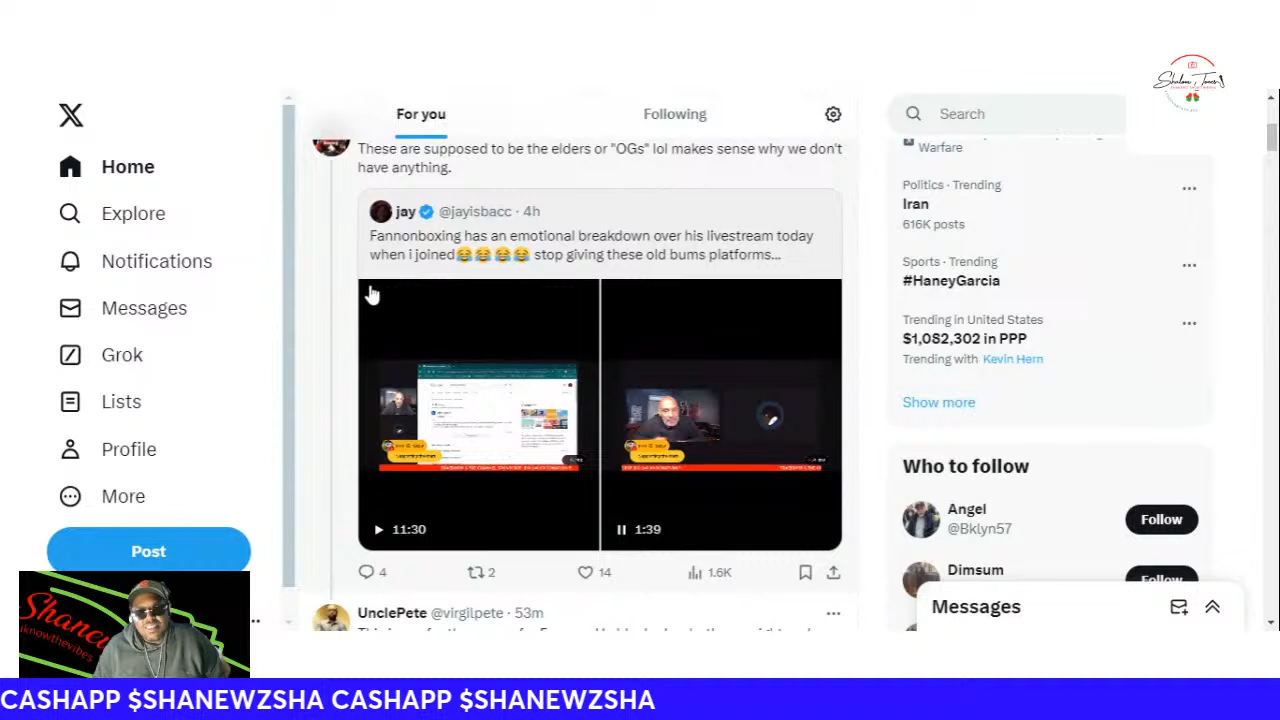 For you
Following
Search
Home
Explore
Notifications
Messages
Grok
Lists
Profile
More
Post
These are supposed to be the elders or "OGs" lol makes sense why we don't
have anything.
jay @jayisbacc · 4h
Fannonboxing has an emotional breakdown over his livestream today
when i joined😂😂😂😂 stop giving these old bums platforms...
11:30
1:39
4
2
14
1.6K
UnclePete @virgilpete · 53m
Warfare
Politics · Trending
Iran
616K posts
Sports · Trending
#HaneyGarcia
Trending in United States
$1,082,302 in PPP
Trending with Kevin Hern
Show more
Who to follow
Angel
@Bklyn57
Follow
Dimsum
Follow
Messages
Shanew
iknowthevibes
CASHAPP $SHANEWZSHA CASHAPP $SHANEWZSHA